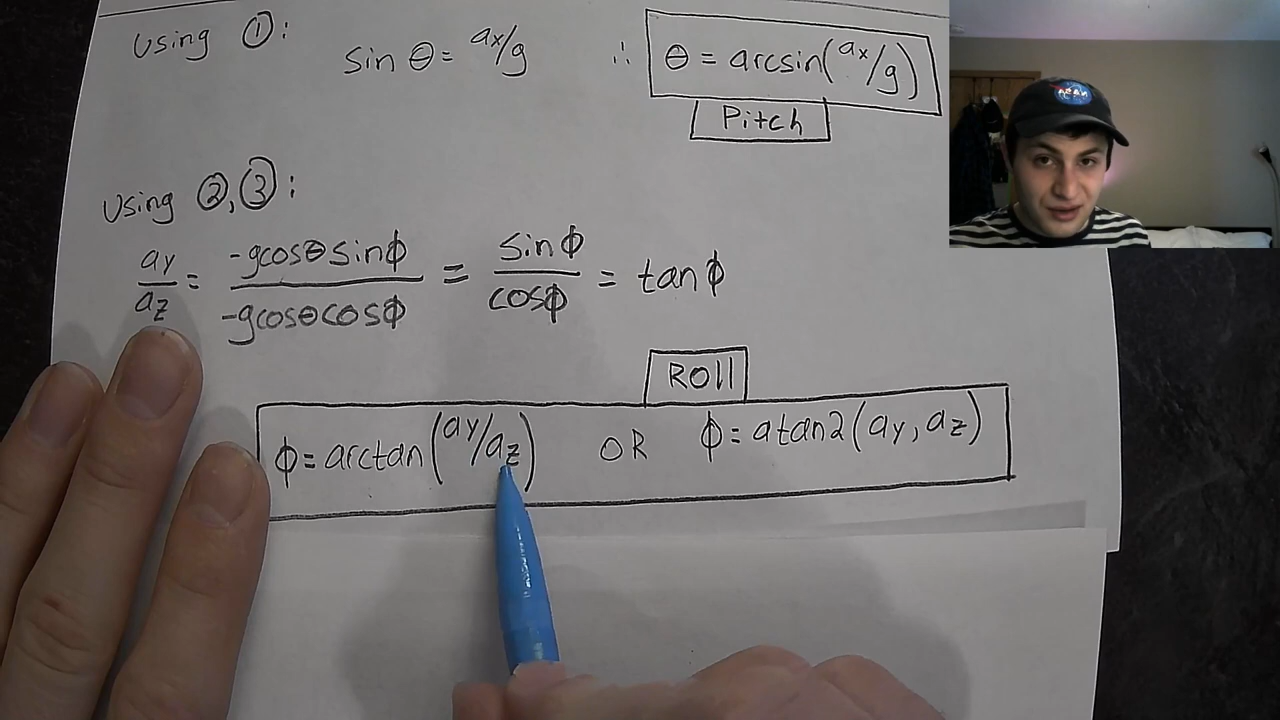 Using ①: sin θ = ax/g ∴ θ = arcsin(ax/g)
Pitch
Using ②,③:
ay/az = -gcosθsinϕ/-gcosθcosϕ = sinϕ/cosϕ = tanϕ
Roll
ϕ = arctan(ay/az) OR ϕ = atan2(ay, az)
NASA